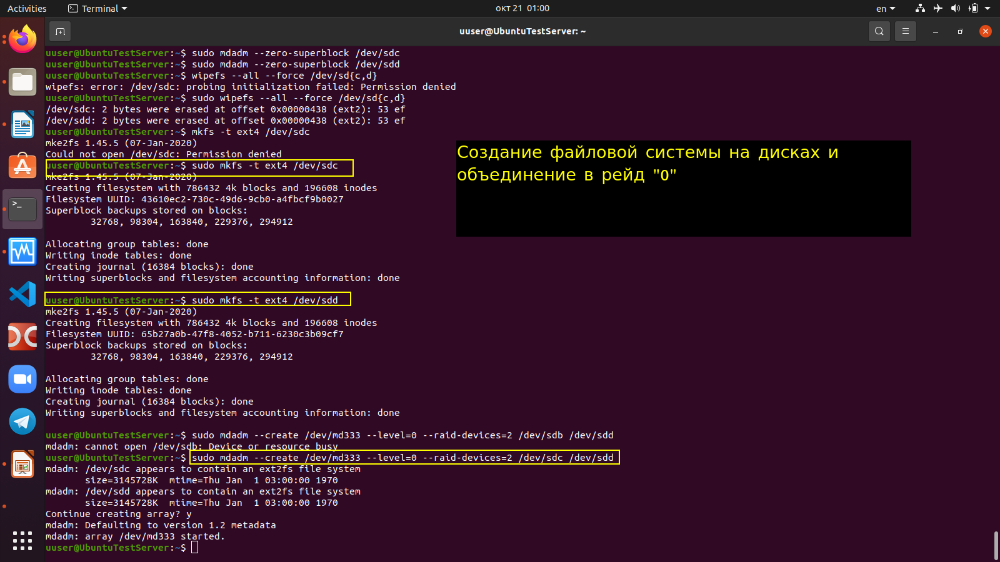 Activities
Terminal
окт 21 01:00
en
uuser@UbuntuTestServer: ~
uuser@UbuntuTestServer:~$ sudo mdadm --zero-superblock /dev/sdc
uuser@UbuntuTestServer:~$ sudo mdadm --zero-superblock /dev/sdd
uuser@UbuntuTestServer:~$ wipefs --all --force /dev/sd{c,d}
wipefs: error: /dev/sdc: probing initialization failed: Permission denied
uuser@UbuntuTestServer:~$ sudo wipefs --all --force /dev/sd{c,d}
/dev/sdc: 2 bytes were erased at offset 0x00000438 (ext2): 53 ef
/dev/sdd: 2 bytes were erased at offset 0x00000438 (ext2): 53 ef
uuser@UbuntuTestServer:~$ mkfs -t ext4 /dev/sdc
mke2fs 1.45.5 (07-Jan-2020)
Could not open /dev/sdc: Permission denied
uuser@UbuntuTestServer:~$ sudo mkfs -t ext4 /dev/sdc
mke2fs 1.45.5 (07-Jan-2020)
Creating filesystem with 786432 4k blocks and 196608 inodes
Filesystem UUID: 43610ec2-730c-49d6-9cb0-a4fbcf9b0027
Superblock backups stored on blocks:
32768, 98304, 163840, 229376, 294912
Allocating group tables: done
Writing inode tables: done
Creating journal (16384 blocks): done
Writing superblocks and filesystem accounting information: done
uuser@UbuntuTestServer:~$ sudo mkfs -t ext4 /dev/sdd
mke2fs 1.45.5 (07-Jan-2020)
Creating filesystem with 786432 4k blocks and 196608 inodes
Filesystem UUID: 65b27a0b-47f8-4052-b711-6230c3b09cf7
Superblock backups stored on blocks:
32768, 98304, 163840, 229376, 294912
Allocating group tables: done
Writing inode tables: done
Creating journal (16384 blocks): done
Writing superblocks and filesystem accounting information: done
uuser@UbuntuTestServer:~$ sudo mdadm --create /dev/md333 --level=0 --raid-devices=2 /dev/sdb /dev/sdd
mdadm: cannot open /dev/sdb: Device or resource busy
uuser@UbuntuTestServer:~$ sudo mdadm --create /dev/md333 --level=0 --raid-devices=2 /dev/sdc /dev/sdd
mdadm: /dev/sdc appears to contain an ext2fs file system
size=3145728K mtime=Thu Jan 1 03:00:00 1970
mdadm: /dev/sdd appears to contain an ext2fs file system
size=3145728K mtime=Thu Jan 1 03:00:00 1970
Continue creating array? y
mdadm: Defaulting to version 1.2 metadata
mdadm: array /dev/md333 started.
uuser@UbuntuTestServer:~$
Создание файловой системы на дисках и
объединение в рейд "0"